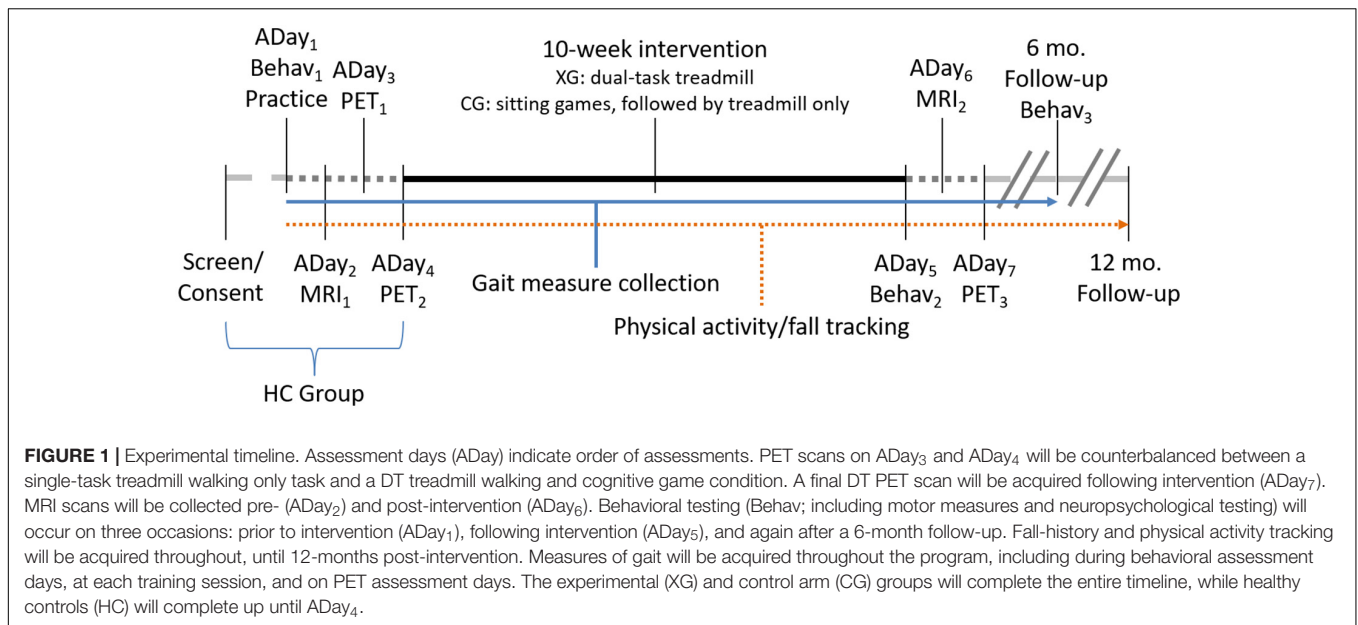 ADay₁
Behav₁
Practice
ADay₃
PET₁
10-week intervention
XG: dual-task treadmill
CG: sitting games, followed by treadmill only
ADay₆
MRI₂
6 mo.
Follow-up
Behav₃
Screen/
Consent
ADay₂
MRI₁
ADay₄
PET₂
Gait measure collection
Physical activity/fall tracking
ADay₅
Behav₂
ADay₇
PET₃
12 mo.
Follow-up
HC Group
FIGURE 1 | Experimental timeline. Assessment days (ADay) indicate order of assessments. PET scans on ADay₃ and ADay₄ will be counterbalanced between a
single-task treadmill walking only task and a DT treadmill walking and cognitive game condition. A final DT PET scan will be acquired following intervention (ADay₇).
MRI scans will be collected pre- (ADay₂) and post-intervention (ADay₆). Behavioral testing (Behav; including motor measures and neuropsychological testing) will
occur on three occasions: prior to intervention (ADay₁), following intervention (ADay₅), and again after a 6-month follow-up. Fall-history and physical activity tracking
will be acquired throughout, until 12-months post-intervention. Measures of gait will be acquired throughout the program, including during behavioral assessment
days, at each training session, and on PET assessment days. The experimental (XG) and control arm (CG) groups will complete the entire timeline, while healthy
controls (HC) will complete up until ADay₄.